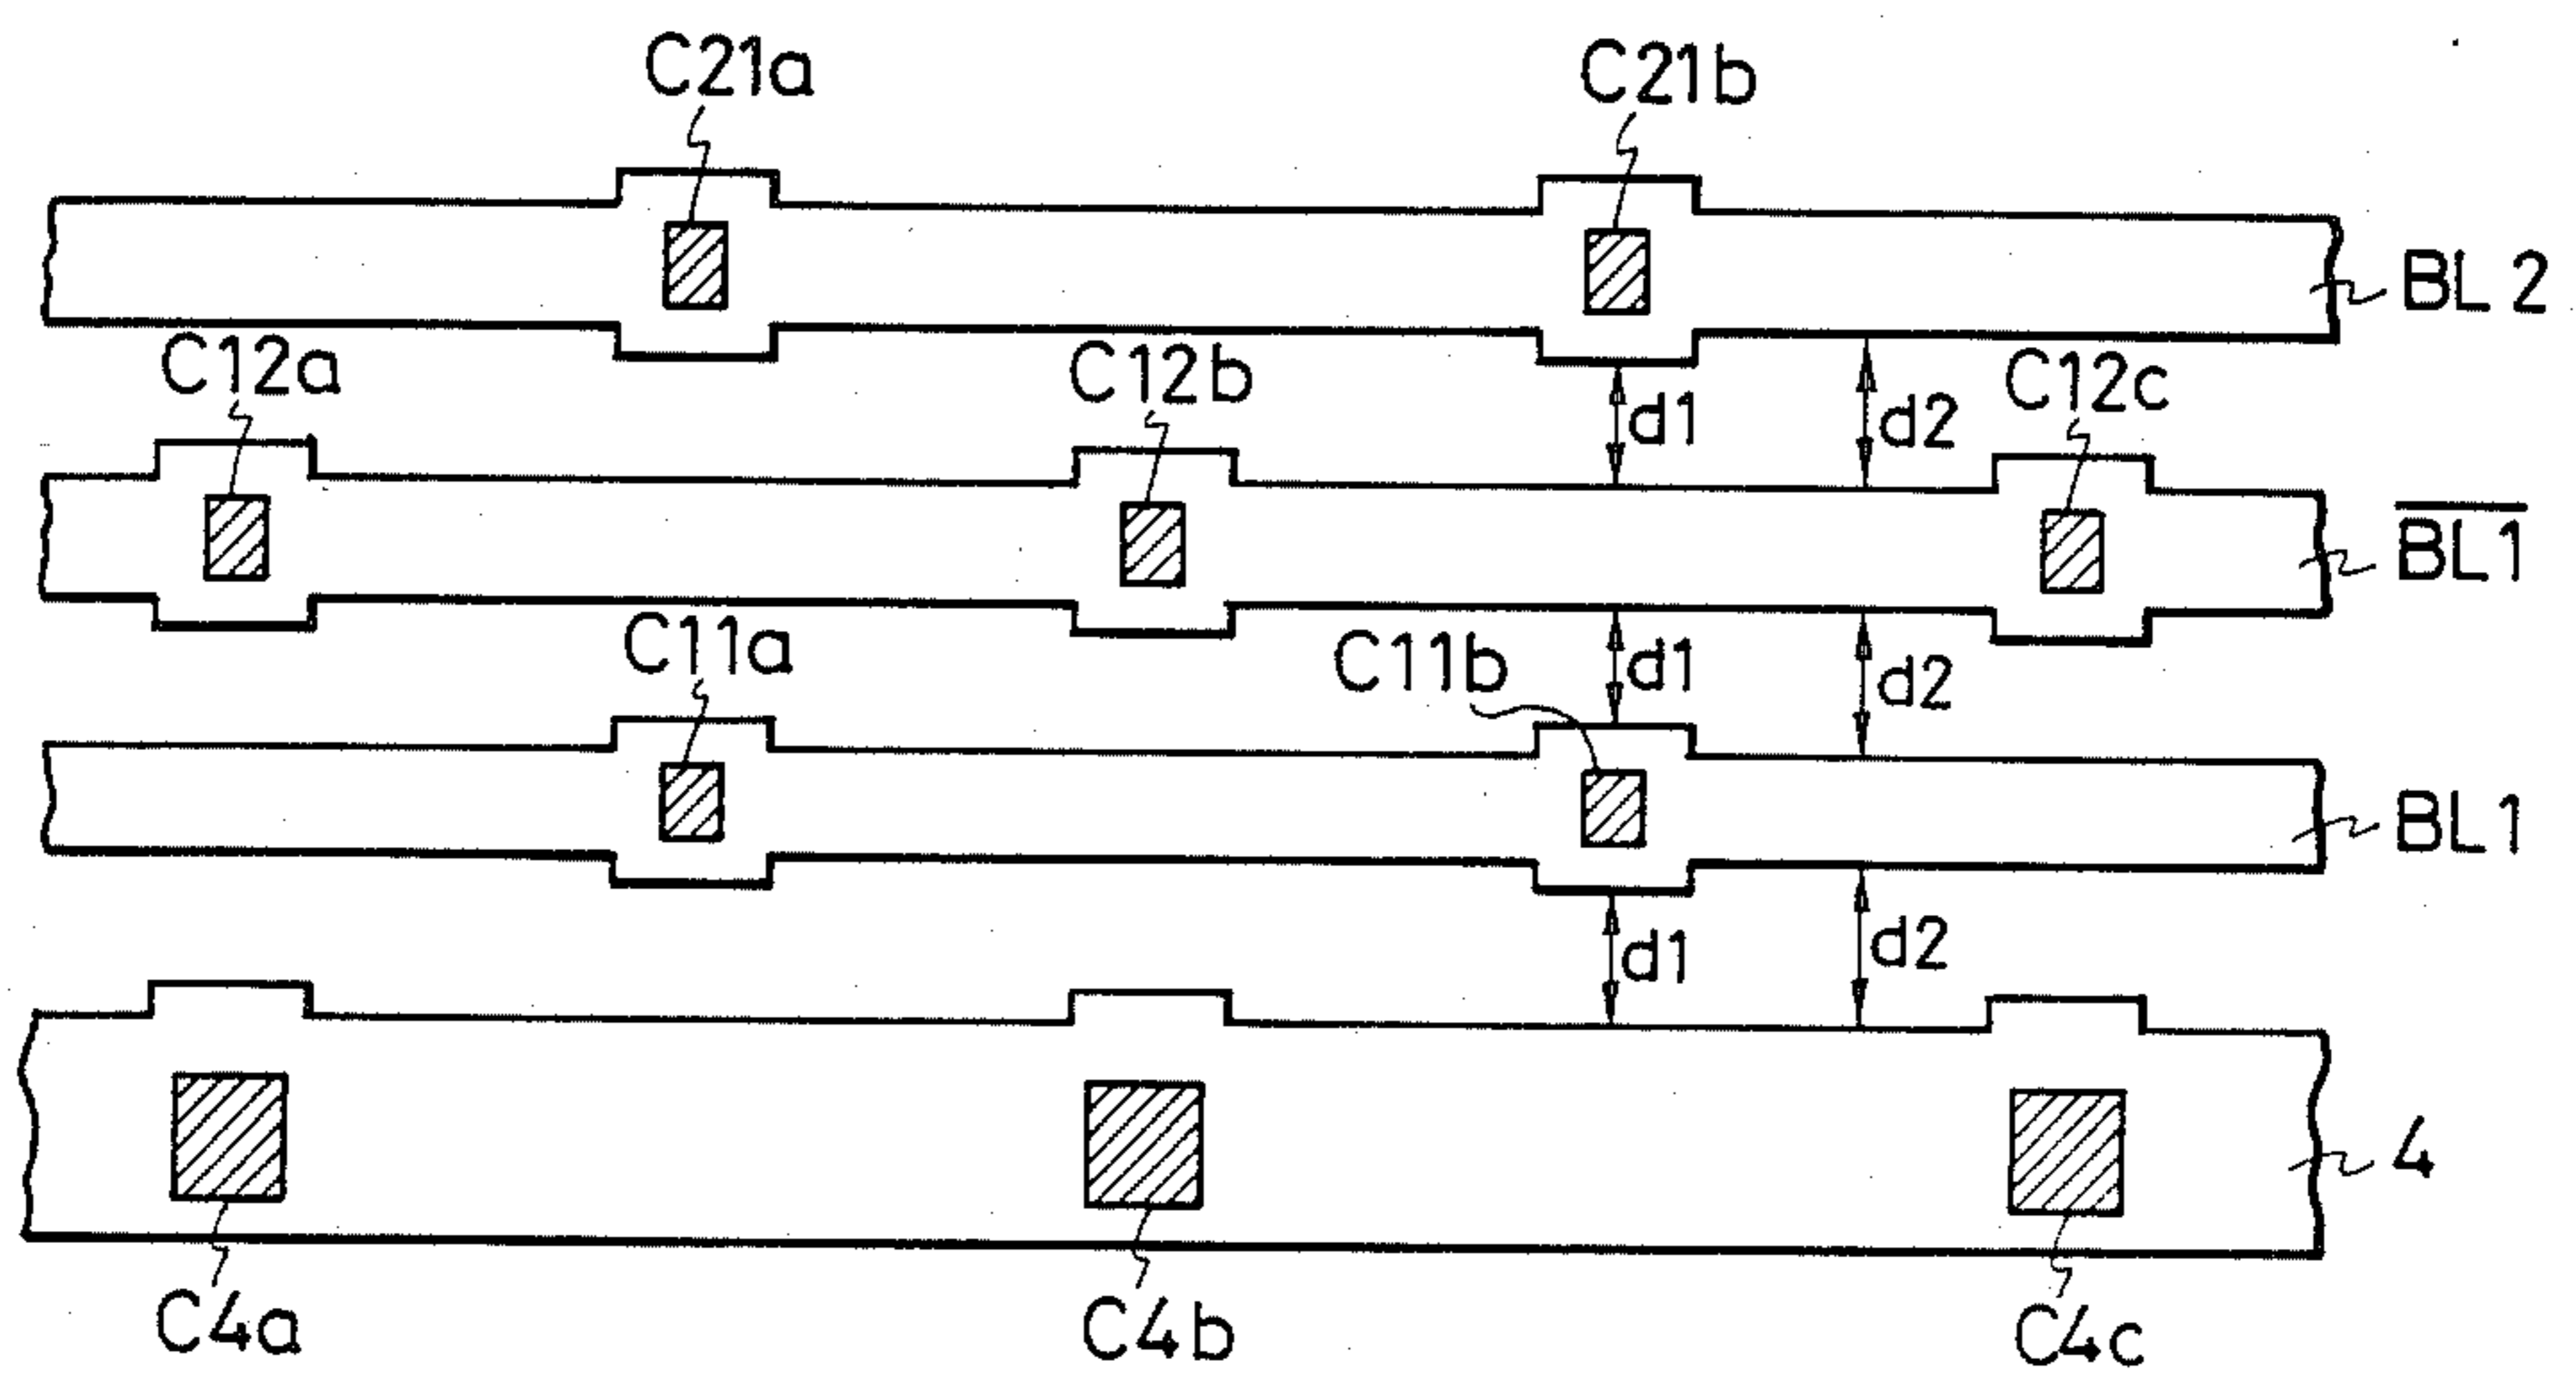 C21a
C21b
BL2
C12a
C12b
d1
d2
C12c
B̅L̅1̅
C11a
C11b
d1
d2
BL1
d1
d2
4
C4a
C4b
C4c